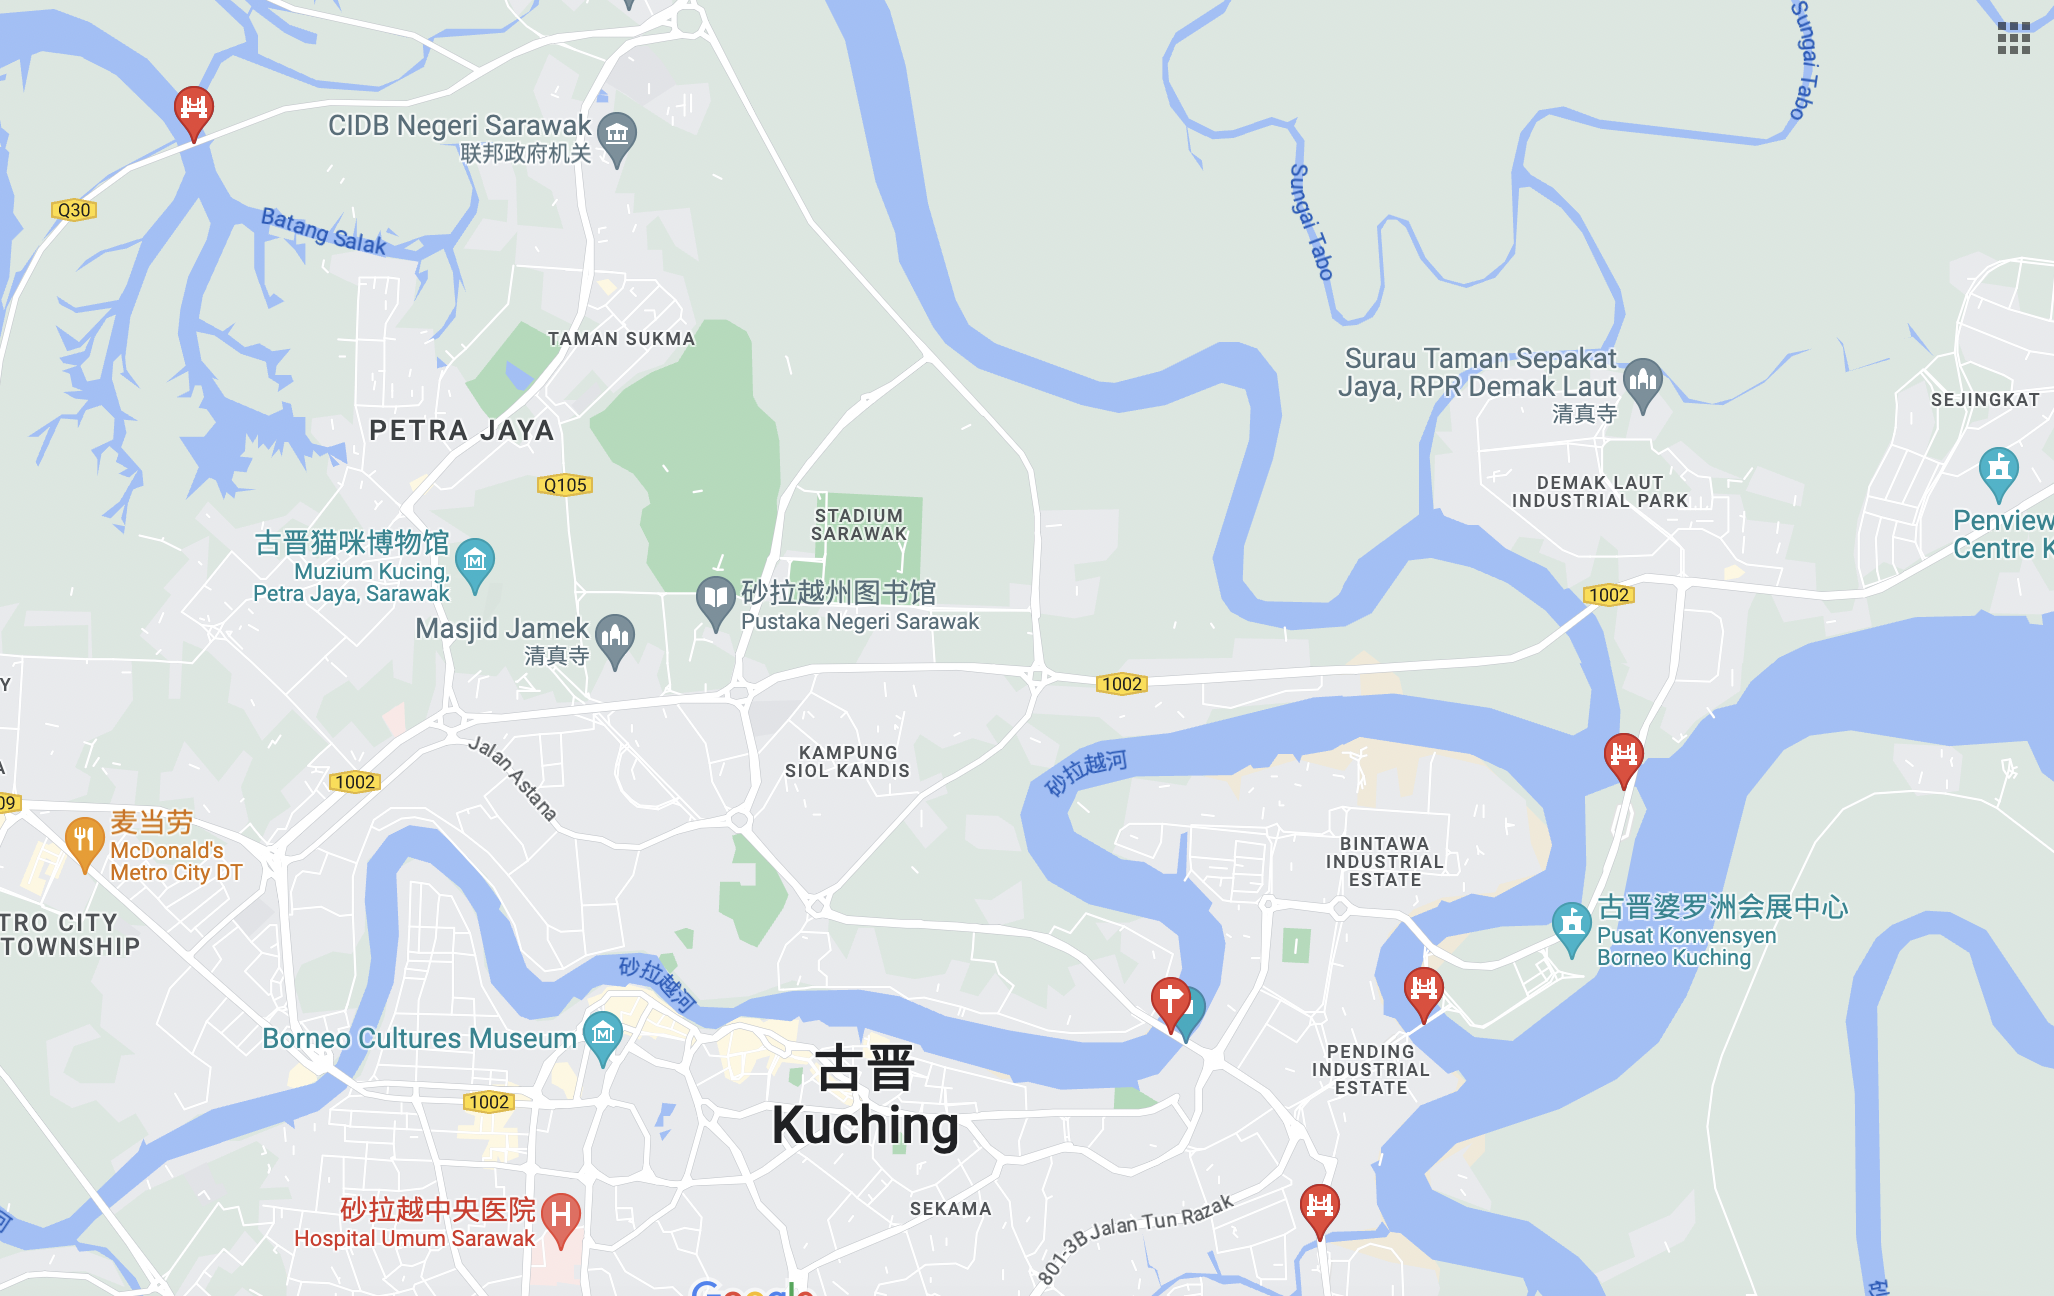 Sungai Tabo
CIDB Negeri Sarawak
联邦政府机关
Q30
Batang Salak
Sungai Tabo
TAMAN SUKMA
Surau Taman Sepakat
Jaya, RPR Demak Laut
清真寺
SEJINGKAT
PETRA JAYA
Q105
DEMAK LAUT
INDUSTRIAL PARK
STADIUM
SARAWAK
Penview
Centre K
古晋猫咪博物馆
Muzium Kucing,
Petra Jaya, Sarawak
砂拉越州图书馆
Pustaka Negeri Sarawak
1002
Masjid Jamek
清真寺
Y
1002
Jalan Astana
KAMPUNG
SIOL KANDIS
砂拉越河
A
1002
09
麦当劳
McDonald's
Metro City DT
BINTAWA
INDUSTRIAL
ESTATE
TRO CITY
TOWNSHIP
古晋婆罗洲会展中心
Pusat Konvensyen
Borneo Kuching
砂拉越河
Borneo Cultures Museum
古晋
Kuching
PENDING
INDUSTRIAL
ESTATE
1002
砂拉越中央医院
Hospital Umum Sarawak
SEKAMA
801-3B Jalan Tun Razak
河
Google
砂